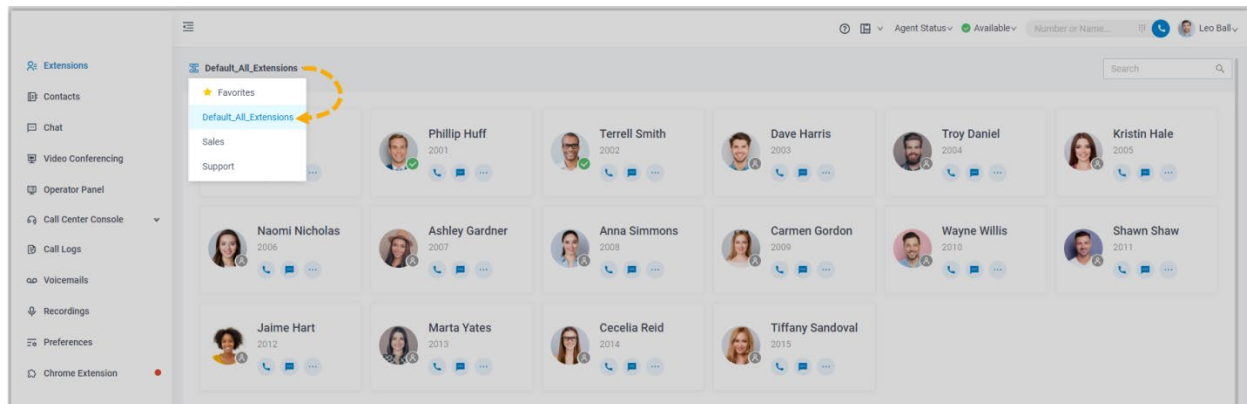 Agent Status
Available
Number or Name...
Leo Ball
Extensions
Contacts
Chat
Video Conferencing
Operator Panel
Call Center Console
Call Logs
Voicemails
Recordings
Preferences
Chrome Extension
Default_All_Extensions
Search
Favorites
Default_All_Extensions
Sales
Support
Phillip Huff
2001
Terrell Smith
2002
Dave Harris
2003
Troy Daniel
2004
Kristin Hale
2005
Naomi Nicholas
2006
Ashley Gardner
2007
Anna Simmons
2008
Carmen Gordon
2009
Wayne Willis
2010
Shawn Shaw
2011
Jaime Hart
2012
Marta Yates
2013
Cecelia Reid
2014
Tiffany Sandoval
2015